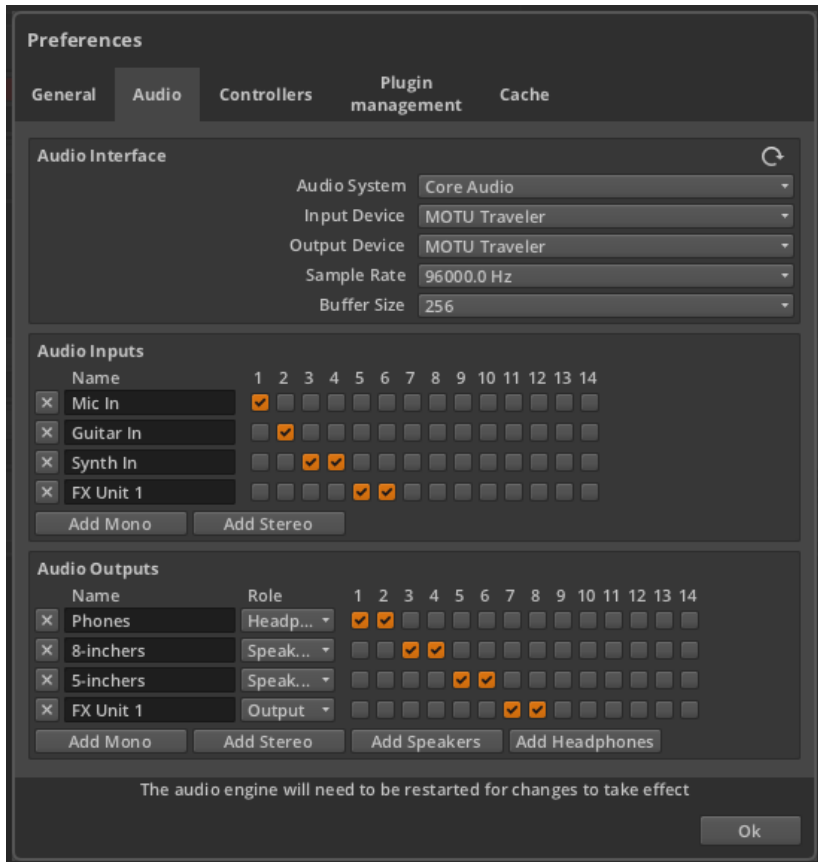 Preferences
General Audio Controllers Plugin management Cache
Audio Interface
Audio System Core Audio
Input Device MOTU Traveler
Output Device MOTU Traveler
Sample Rate 96000.0 Hz
Buffer Size 256
Audio Inputs
Name 1 2 3 4 5 6 7 8 9 10 11 12 13 14
Mic In
Guitar In
Synth In
FX Unit 1
Add Mono Add Stereo
Audio Outputs
Name Role 1 2 3 4 5 6 7 8 9 10 11 12 13 14
Phones Headp...
8-inchers Speak...
5-inchers Speak...
FX Unit 1 Output
Add Mono Add Stereo Add Speakers Add Headphones
The audio engine will need to be restarted for changes to take effect
Ok